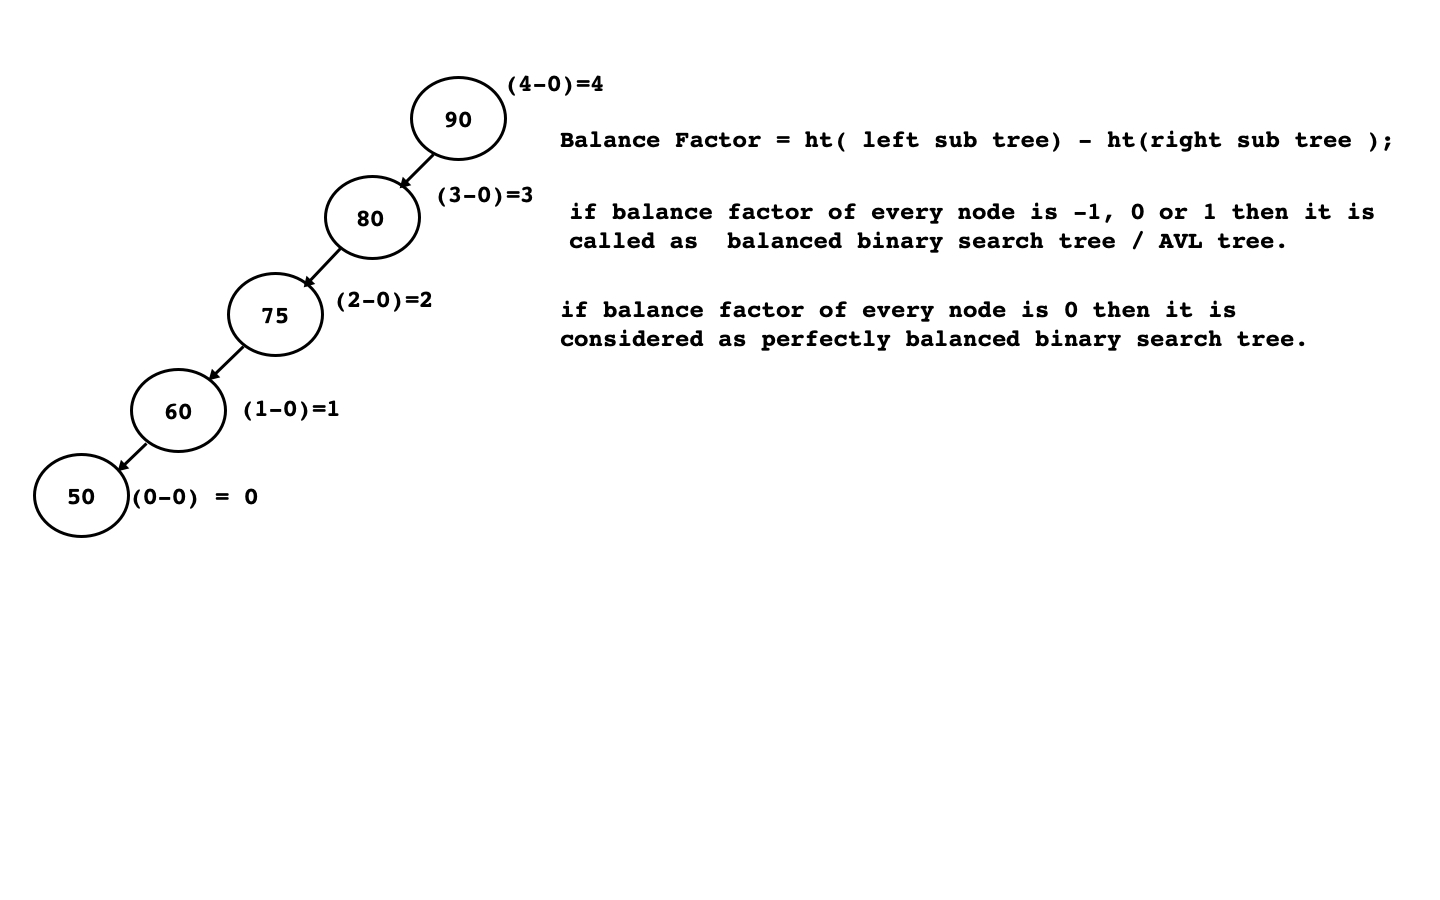 (4-0)=4
90
Balance Factor = ht( left sub tree) - ht(right sub tree );
(3-0)=3
80
if balance factor of every node is -1, 0 or 1 then it is
called as  balanced binary search tree / AVL tree.
(2-0)=2
75
if balance factor of every node is 0 then it is
considered as perfectly balanced binary search tree.
60
(1-0)=1
50
(0-0) = 0